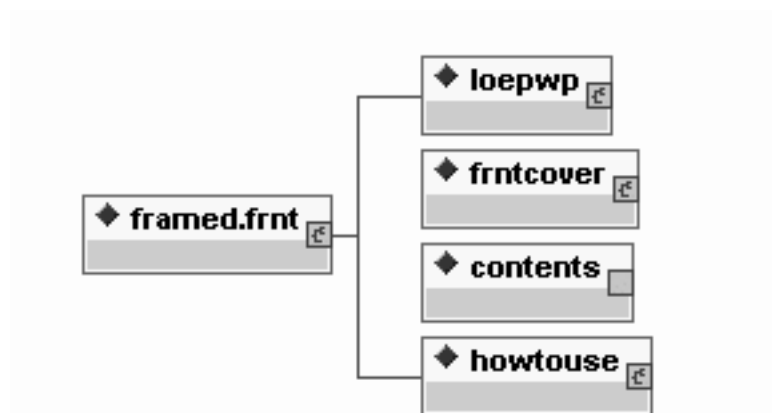 loepwp
frntcover
framed.frnt
contents
howtouse